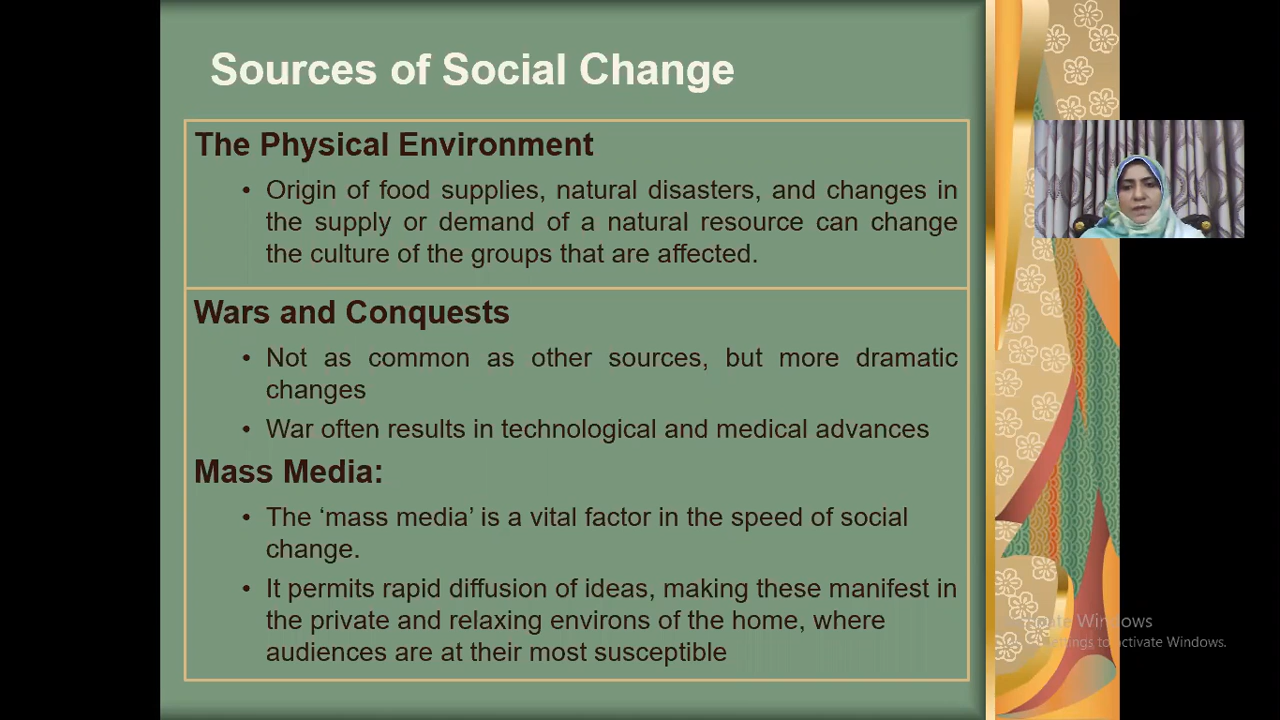 Sources of Social Change
The Physical Environment
• Origin of food supplies, natural disasters, and changes in
the supply or demand of a natural resource can change
the culture of the groups that are affected.
Wars and Conquests
• Not as common as other sources, but more dramatic
changes
• War often results in technological and medical advances
Mass Media:
• The ‘mass media’ is a vital factor in the speed of social
change.
• It permits rapid diffusion of ideas, making these manifest in
the private and relaxing environs of the home, where
audiences are at their most susceptible
Windows
to activate Windows.